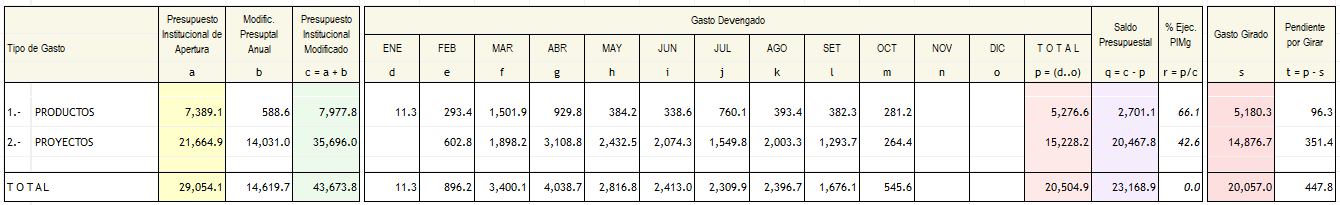 Tipo de Gasto | Presupuesto Institucional de Apertura | Modific. Presuptal Anual | Presupuesto Institucional Modificado | Gasto Devengado | Saldo Presupuestal | % Ejec. PIMg | Gasto Girado | Pendiente por Girar
ENE | FEB | MAR | ABR | MAY | JUN | JUL | AGO | SET | OCT | NOV | DIC | T O T A L
a | b | c = a + b | d | e | f | g | h | i | j | k | l | m | n | o | p = (d..o) | q = c - p | r = p/c | s | t = p - s
1.- PRODUCTOS | 7,389.1 | 588.6 | 7,977.8 | 11.3 | 293.4 | 1,501.9 | 929.8 | 384.2 | 338.6 | 760.1 | 393.4 | 382.3 | 281.2 | 5,276.6 | 2,701.1 | 66.1 | 5,180.3 | 96.3
2.- PROYECTOS | 21,664.9 | 14,031.0 | 35,696.0 | 602.8 | 1,898.2 | 3,108.8 | 2,432.5 | 2,074.3 | 1,549.8 | 2,003.3 | 1,293.7 | 264.4 | 15,228.2 | 20,467.8 | 42.6 | 14,876.7 | 351.4
T O T A L | 29,054.1 | 14,619.7 | 43,673.8 | 11.3 | 896.2 | 3,400.1 | 4,038.7 | 2,816.8 | 2,413.0 | 2,309.9 | 2,396.7 | 1,676.1 | 545.6 | 20,504.9 | 23,168.9 | 0.0 | 20,057.0 | 447.8